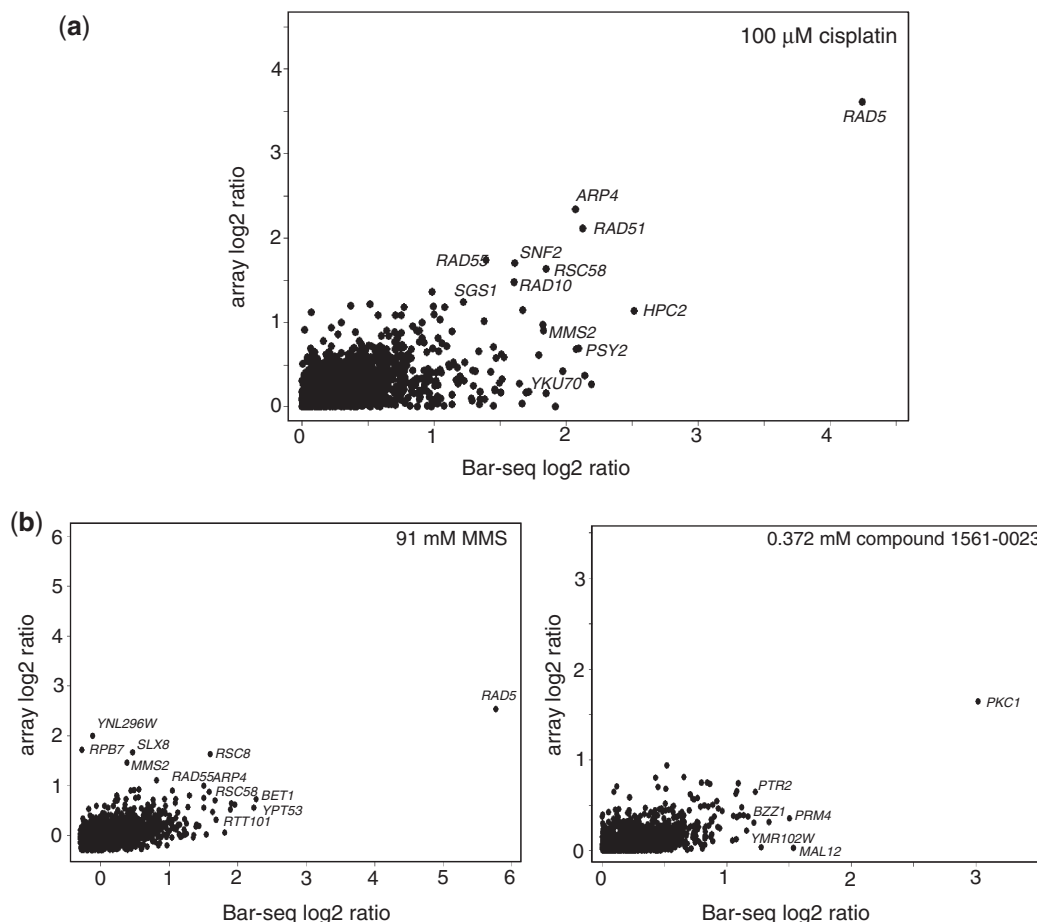 (a)
100 μM cisplatin
4
3
2
1
0
array log2 ratio
RAD5
ARP4
RAD51
RAD55
SNF2
RSC58
RAD10
SGS1
HPC2
MMS2
PSY2
YKU70
0
1
2
3
4
Bar-seq log2 ratio
(b)
91 mM MMS
6
5
4
3
2
1
0
array log2 ratio
RAD5
YNL296W
RPB7
SLX8
RSC8
MMS2
RAD55
ARP4
RSC58
BET1
YPT53
RTT101
0
1
2
3
4
5
6
Bar-seq log2 ratio
0.372 mM compound 1561-0023
3
2
1
0
array log2 ratio
PKC1
PTR2
BZZ1
PRM4
YMR102W
MAL12
0
1
2
3
Bar-seq log2 ratio